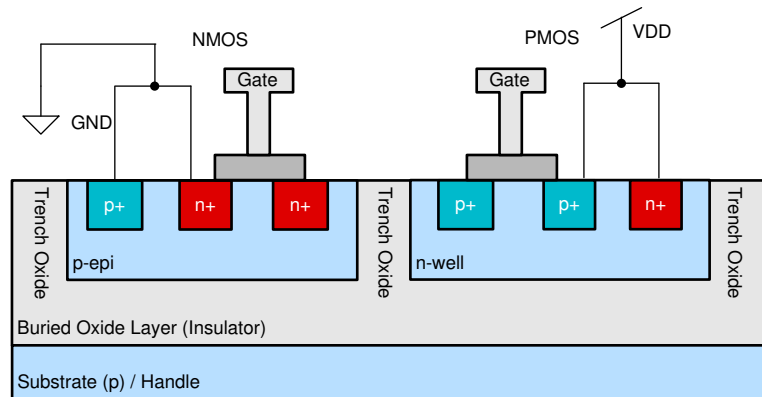 NMOS
PMOS
VDD
Gate
Gate
GND
Trench Oxide
p+
n+
n+
p-epi
Trench Oxide
p+
p+
n+
n-well
Trench Oxide
Buried Oxide Layer (Insulator)
Substrate (p) / Handle